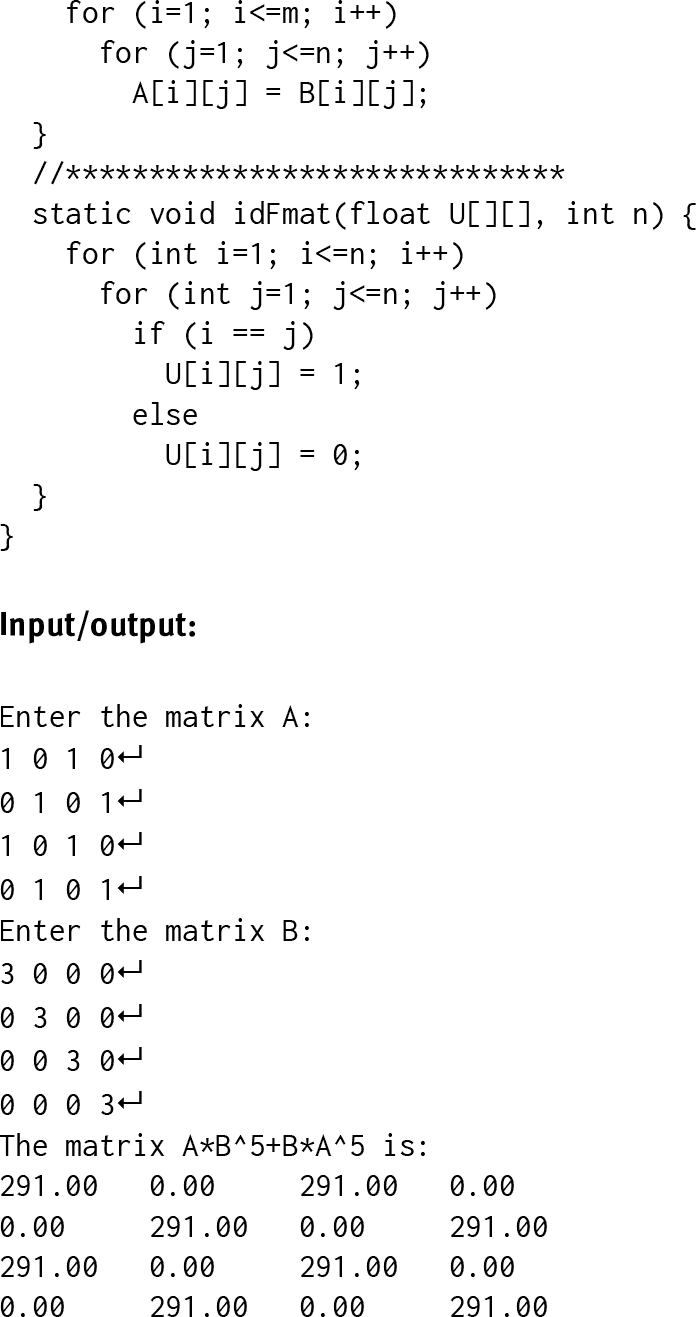 for (i=1; i<=m; i++)
      for (j=1; j<=n; j++)
        A[i][j] = B[i][j];
  }
  //******************************
  static void idFmat(float U[][], int n) {
    for (int i=1; i<=n; i++)
      for (int j=1; j<=n; j++)
        if (i == j)
          U[i][j] = 1;
        else
          U[i][j] = 0;
  }
}
Input/output:
Enter the matrix A:
1 0 1 0↵
0 1 0 1↵
1 0 1 0↵
0 1 0 1↵
Enter the matrix B:
3 0 0 0↵
0 3 0 0↵
0 0 3 0↵
0 0 0 3↵
The matrix A*B^5+B*A^5 is:
291.00   0.00     291.00   0.00
0.00     291.00   0.00     291.00
291.00   0.00     291.00   0.00
0.00     291.00   0.00     291.00